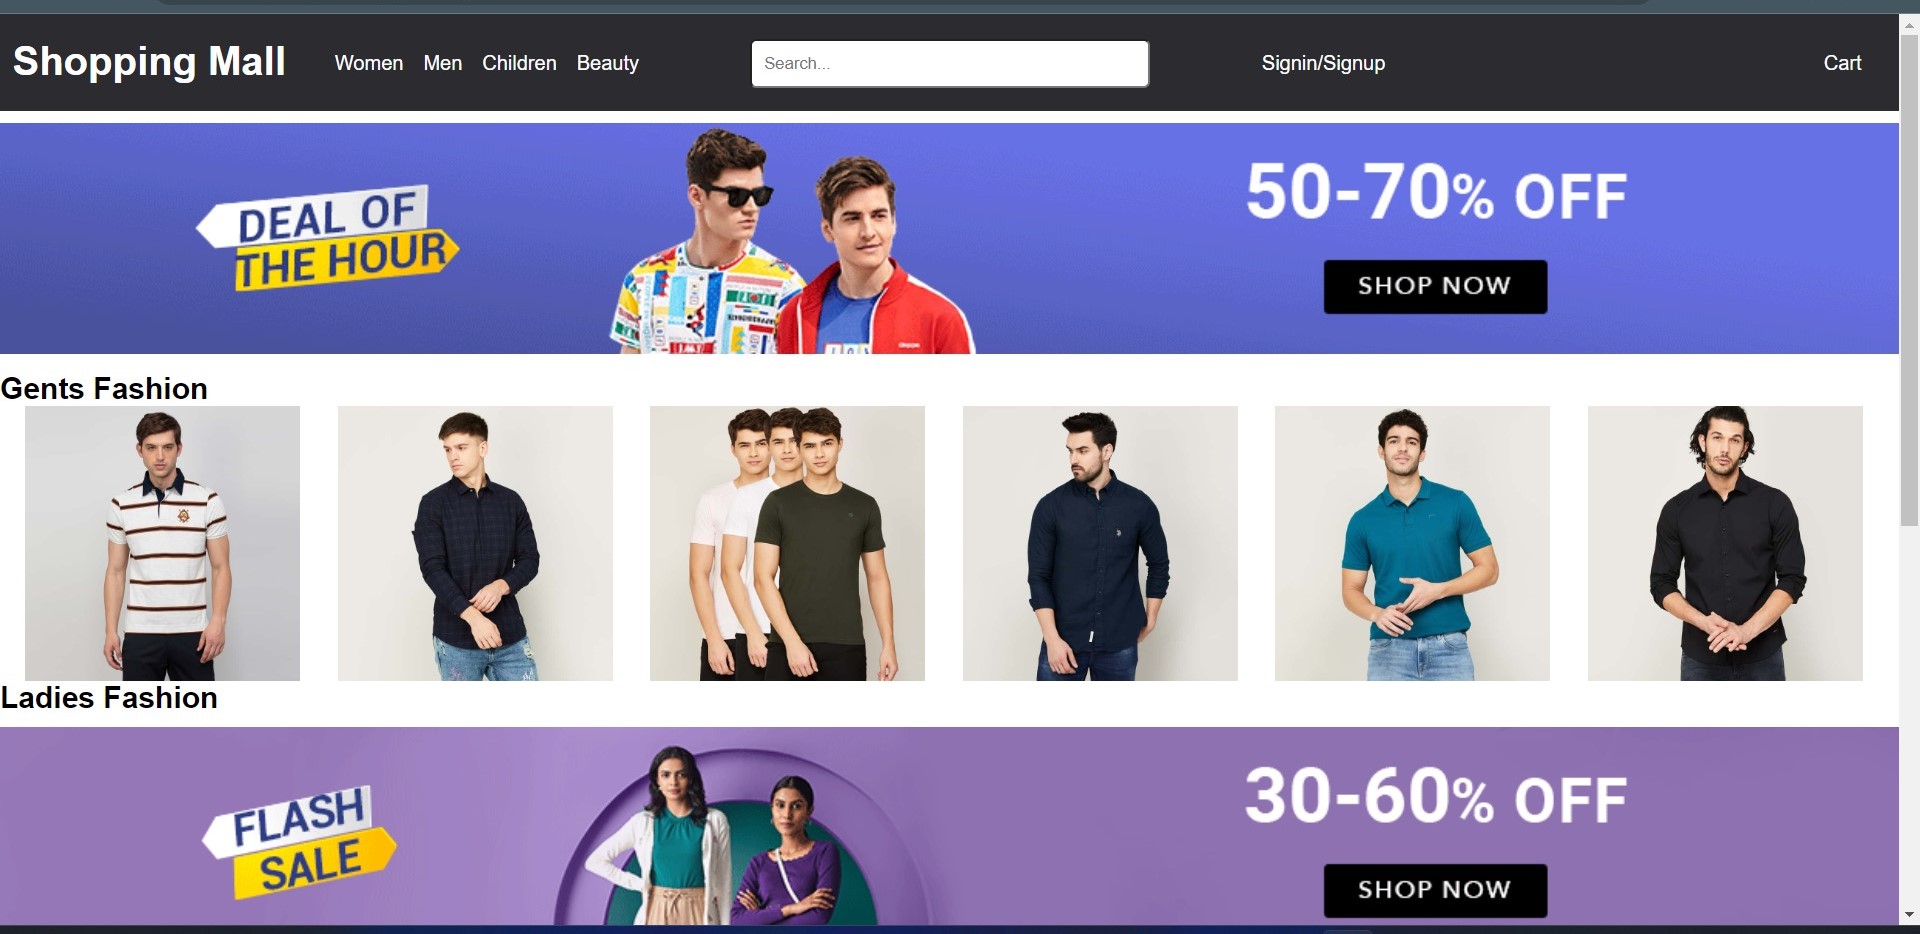 Shopping Mall
Women Men Children Beauty
Search...
Signin/Signup
Cart
DEAL OF
THE HOUR
50-70% OFF
SHOP NOW
Gents Fashion
Ladies Fashion
FLASH
SALE
30-60% OFF
SHOP NOW